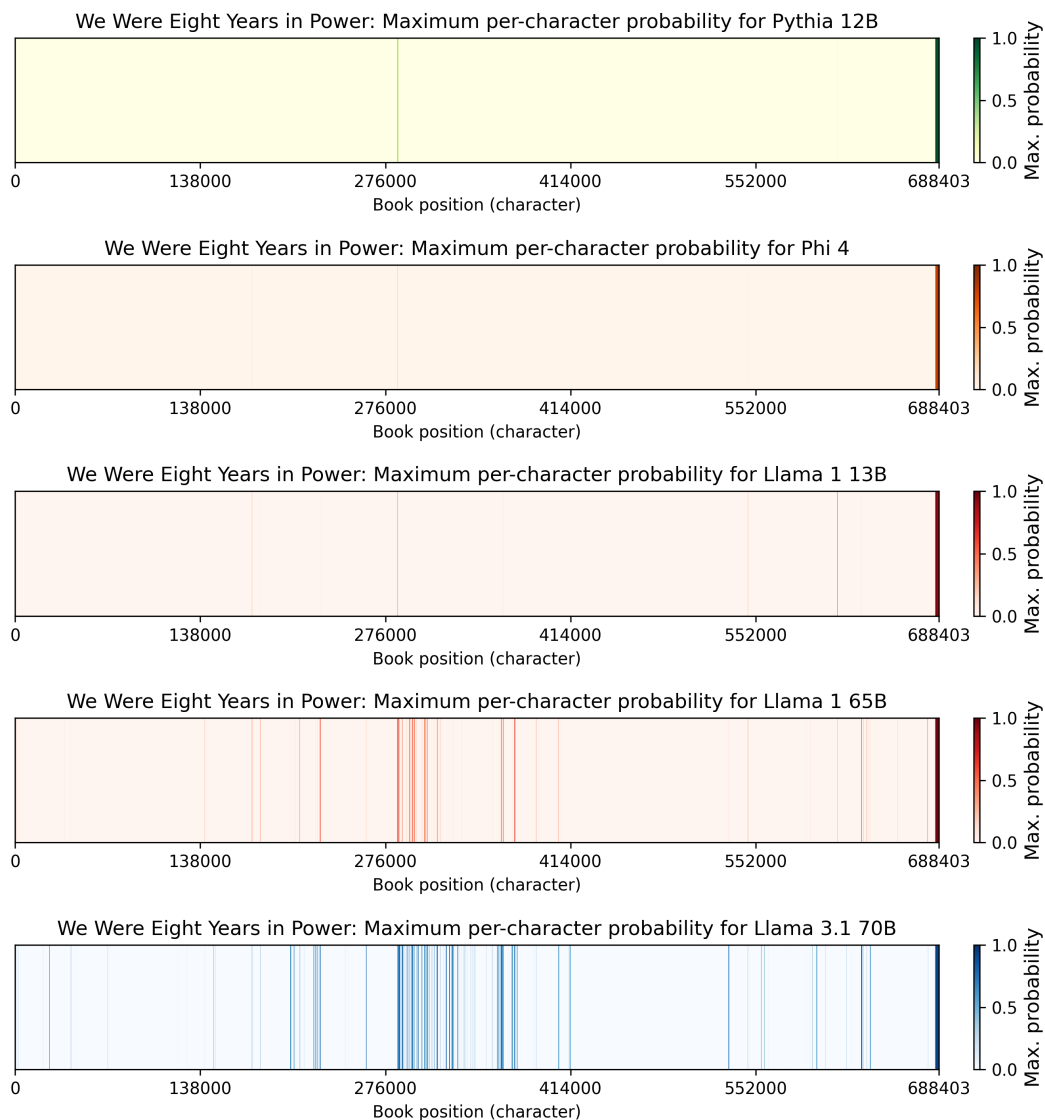 We Were Eight Years in Power: Maximum per-character probability for Pythia 12B
1.0
0.5
0.0
Max. probability
0 138000 276000 414000 552000 688403
Book position (character)
We Were Eight Years in Power: Maximum per-character probability for Phi 4
1.0
0.5
0.0
Max. probability
0 138000 276000 414000 552000 688403
Book position (character)
We Were Eight Years in Power: Maximum per-character probability for Llama 1 13B
1.0
0.5
0.0
Max. probability
0 138000 276000 414000 552000 688403
Book position (character)
We Were Eight Years in Power: Maximum per-character probability for Llama 1 65B
1.0
0.5
0.0
Max. probability
0 138000 276000 414000 552000 688403
Book position (character)
We Were Eight Years in Power: Maximum per-character probability for Llama 3.1 70B
1.0
0.5
0.0
Max. probability
0 138000 276000 414000 552000 688403
Book position (character)